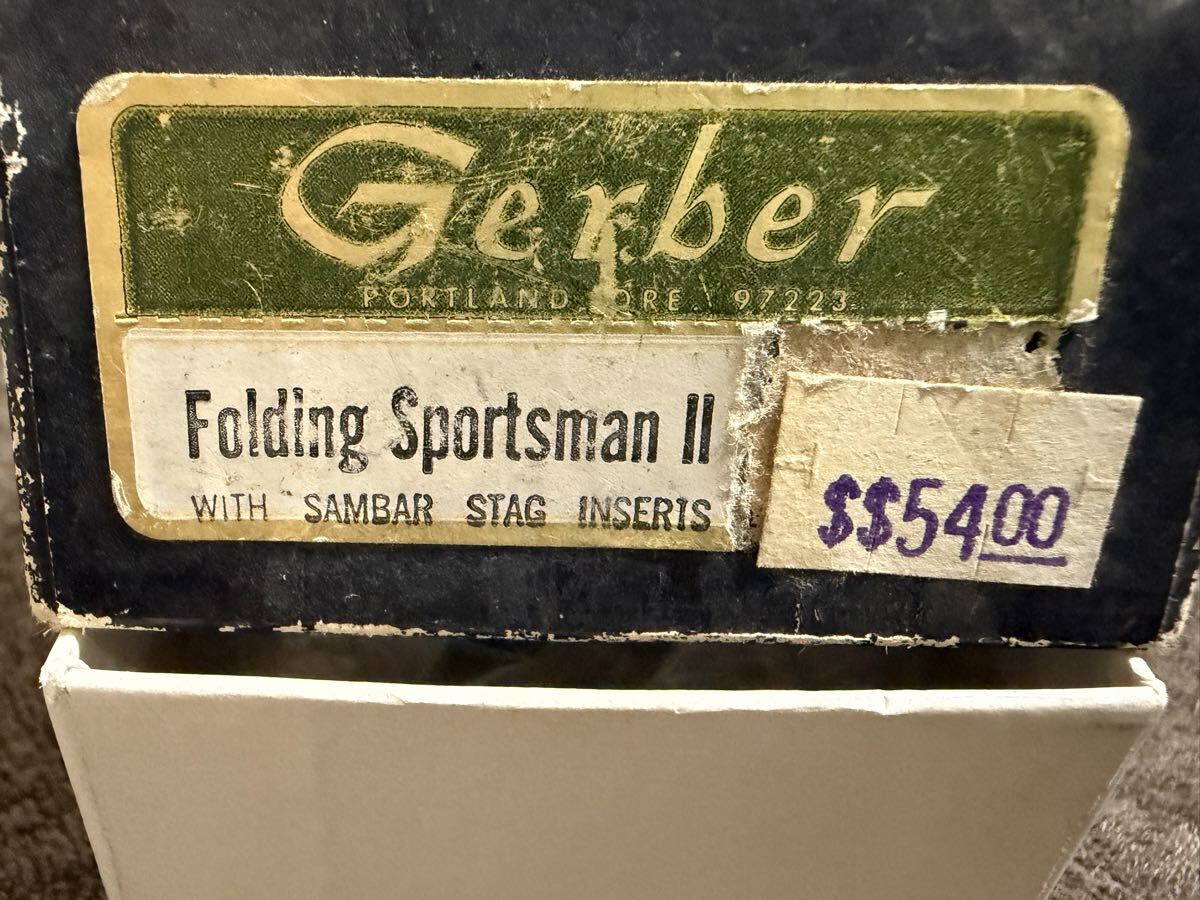 Gerber
PORTLAND ORE. 97223
Folding Sportsman II
WITH SAMBAR STAG INSERTS
$$54.00